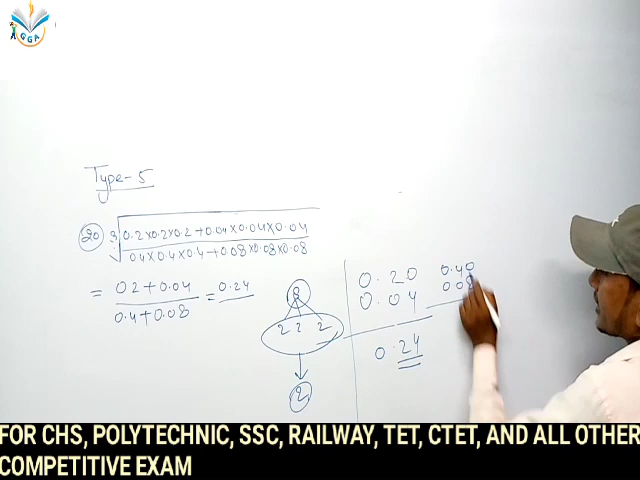 GGA
Type-5
20 ∛(0.2×0.2×0.2+0.04×0.04×0.04
0.4×0.4×0.4+0.08×0.08×0.08
= 0.2+0.04 = 0.24
0.4+0.08
8
2 2 2
2
0.20
0.04
0.24
0.40
0.08
FOR CHS, POLYTECHNIC, SSC, RAILWAY, TET, CTET, AND ALL OTHER
COMPETITIVE EXAM